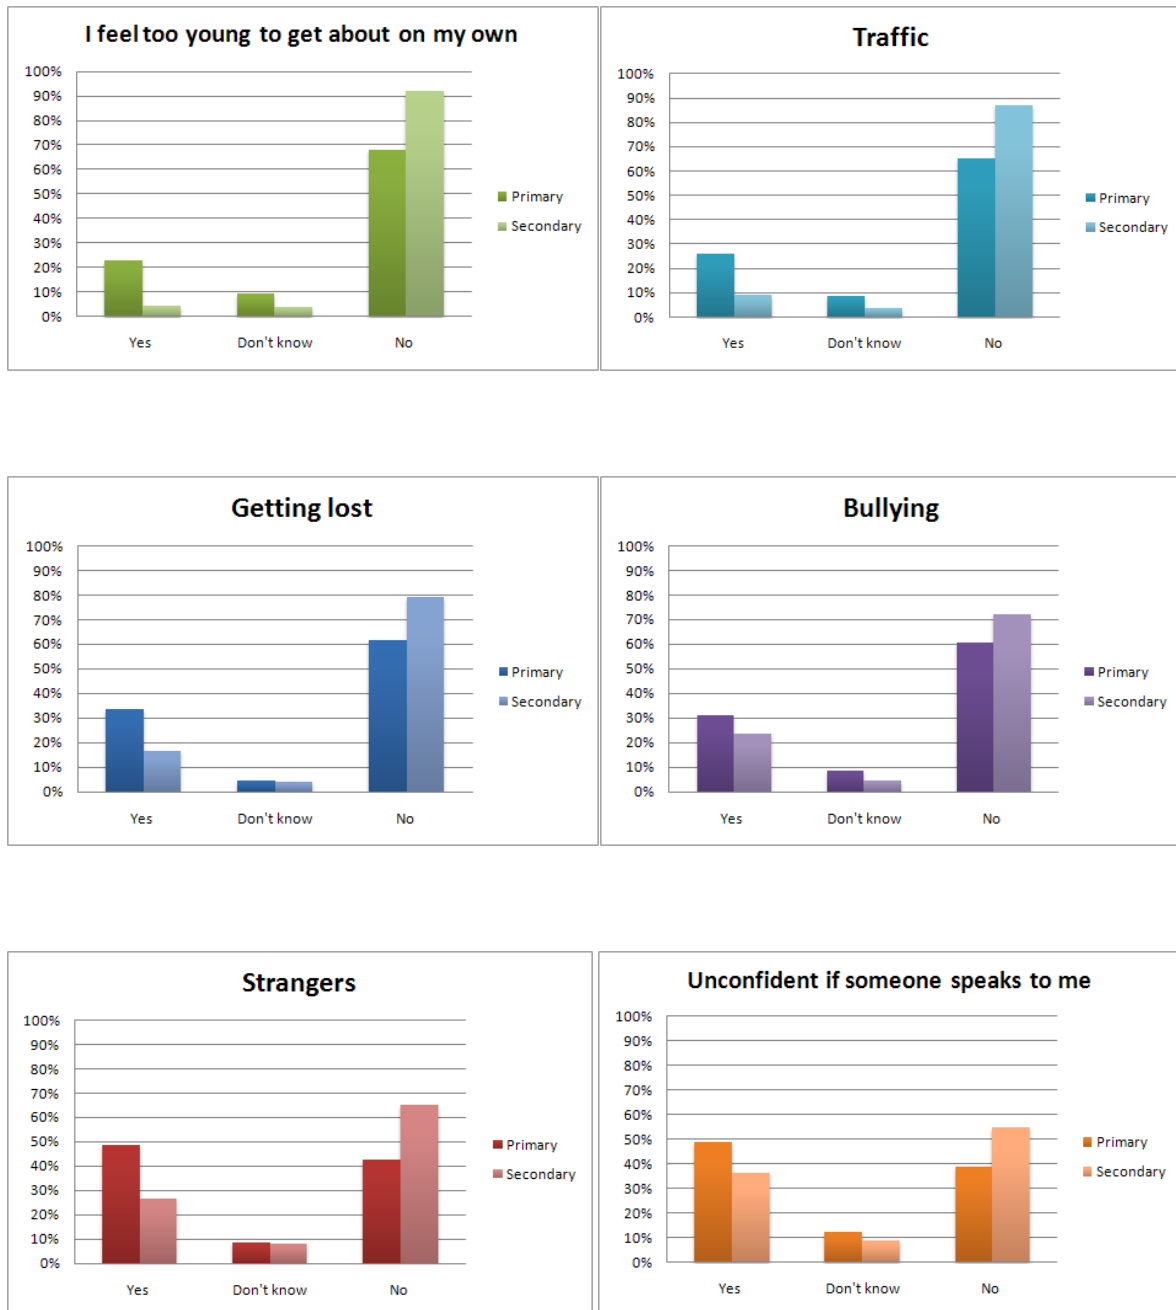 I feel too young to get about on my own
100%
90%
80%
70%
60%
50%
40%
30%
20%
10%
0%
Yes Don't know No
Primary
Secondary
Traffic
100%
90%
80%
70%
60%
50%
40%
30%
20%
10%
0%
Yes Don't know No
Primary
Secondary
Getting lost
100%
90%
80%
70%
60%
50%
40%
30%
20%
10%
0%
Yes Don't know No
Primary
Secondary
Bullying
100%
90%
80%
70%
60%
50%
40%
30%
20%
10%
0%
Yes Don't know No
Primary
Secondary
Strangers
100%
90%
80%
70%
60%
50%
40%
30%
20%
10%
0%
Yes Don't know No
Primary
Secondary
Unconfident if someone speaks to me
100%
90%
80%
70%
60%
50%
40%
30%
20%
10%
0%
Yes Don't know No
Primary
Secondary